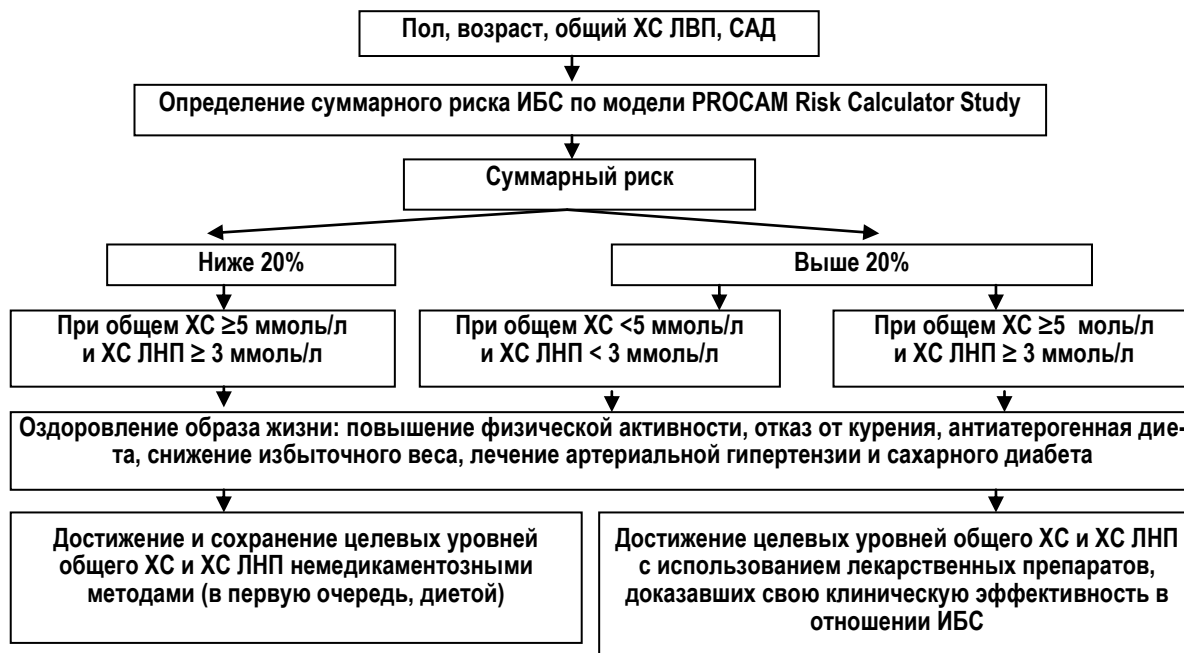 Пол, возраст, общий ХС ЛВП, САД
Определение суммарного риска ИБС по модели PROCAM Risk Calculator Study
Суммарный риск
Ниже 20%
Выше 20%
При общем ХС ≥5 ммоль/л
и ХС ЛНП ≥ 3 ммоль/л
При общем ХС <5 ммоль/л
и ХС ЛНП < 3 ммоль/л
При общем ХС ≥5 моль/л
и ХС ЛНП ≥ 3 ммоль/л
Оздоровление образа жизни: повышение физической активности, отказ от курения, антиатерогенная дие-
та, снижение избыточного веса, лечение артериальной гипертензии и сахарного диабета
Достижение и сохранение целевых уровней
общего ХС и ХС ЛНП немедикаментозными
методами (в первую очередь, диетой)
Достижение целевых уровней общего ХС и ХС ЛНП
с использованием лекарственных препаратов,
доказавших свою клиническую эффективность в
отношении ИБС